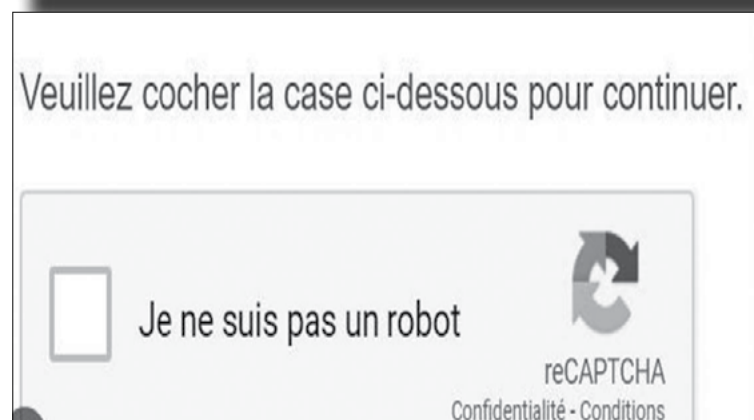 Veuillez cocher la case ci-dessous pour continuer.
Je ne suis pas un robot
reCAPTCHA
Confidentialité - Conditions